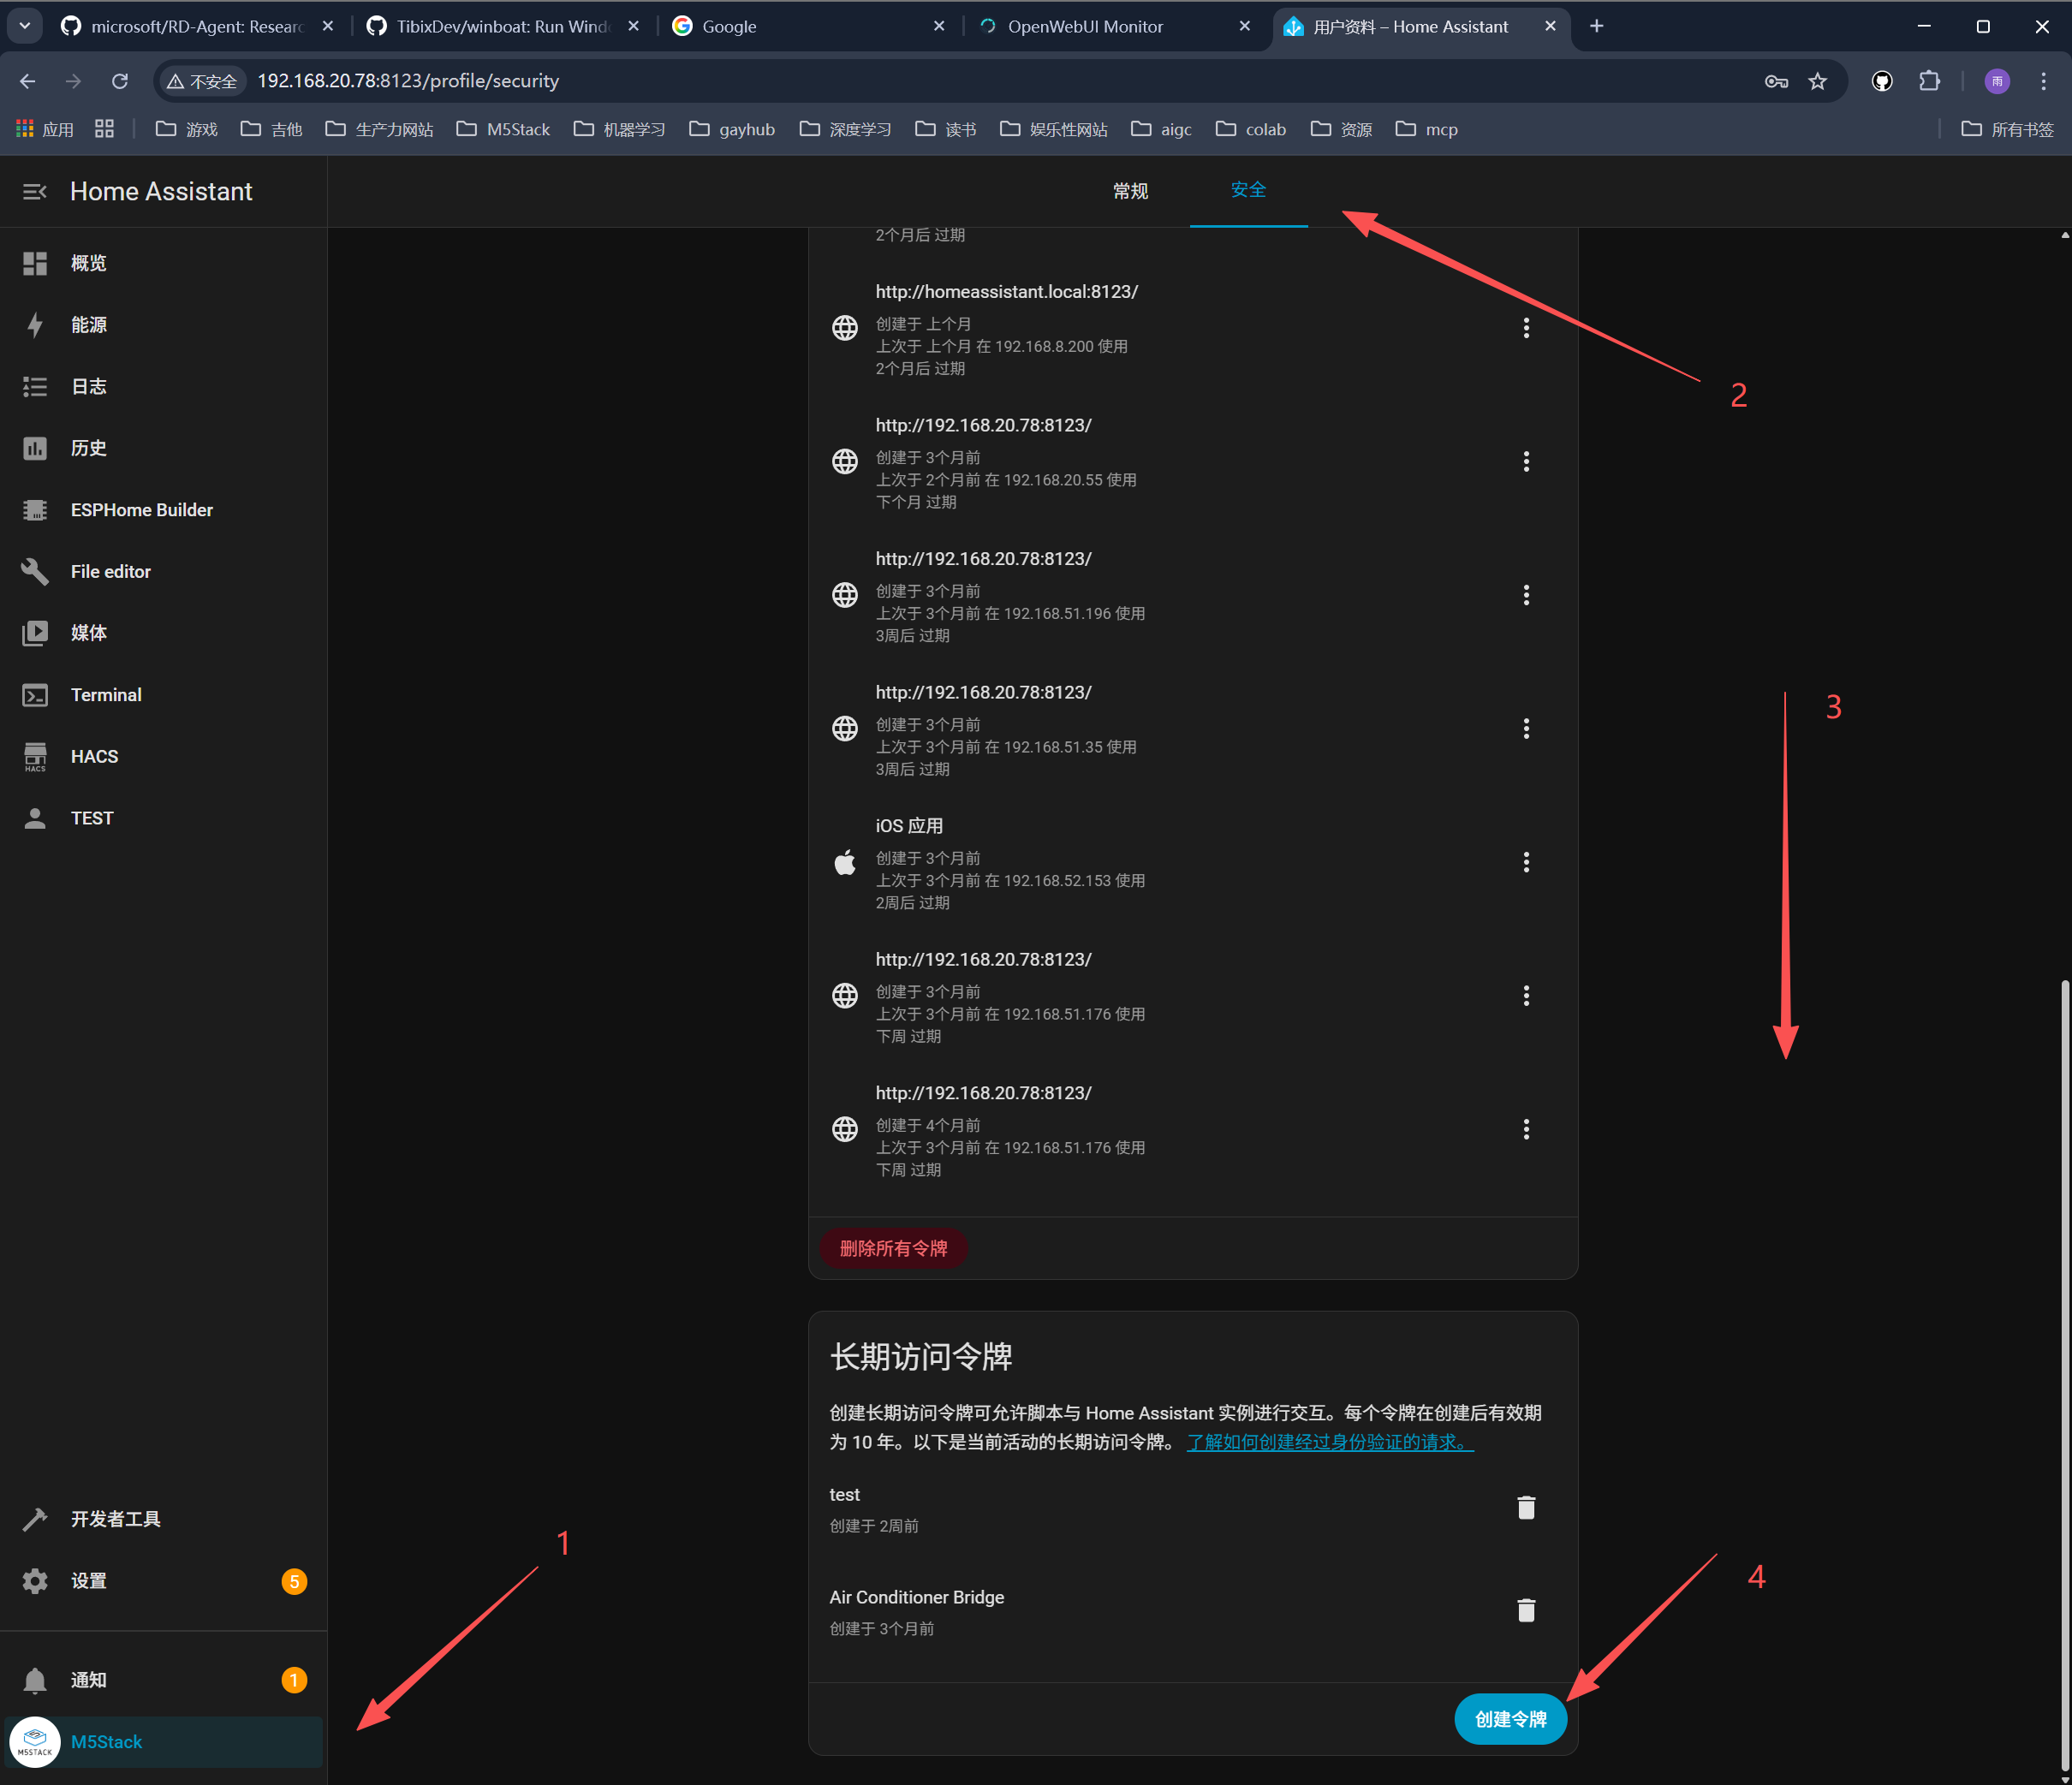 microsoft/RD-Agent: Researc
TibixDev/winboat: Run Wind
Google
OpenWebUI Monitor
用户资料 – Home Assistant
不安全
192.168.20.78:8123/profile/security
雨
应用
游戏
吉他
生产力网站
M5Stack
机器学习
gayhub
深度学习
读书
娱乐性网站
aigc
colab
资源
mcp
所有书签
Home Assistant
常规
安全
概览
能源
日志
历史
ESPHome Builder
File editor
媒体
Terminal
HACS
HACS
TEST
开发者工具
设置
5
通知
1
M5STACK
M5Stack
2个月后 过期
http://homeassistant.local:8123/
创建于 上个月
上次于 上个月 在 192.168.8.200 使用
2个月后 过期
http://192.168.20.78:8123/
创建于 3个月前
上次于 2个月前 在 192.168.20.55 使用
下个月 过期
http://192.168.20.78:8123/
创建于 3个月前
上次于 3个月前 在 192.168.51.196 使用
3周后 过期
http://192.168.20.78:8123/
创建于 3个月前
上次于 3个月前 在 192.168.51.35 使用
3周后 过期
iOS 应用
创建于 3个月前
上次于 3个月前 在 192.168.52.153 使用
2周后 过期
http://192.168.20.78:8123/
创建于 3个月前
上次于 3个月前 在 192.168.51.176 使用
下周 过期
http://192.168.20.78:8123/
创建于 4个月前
上次于 3个月前 在 192.168.51.176 使用
下周 过期
删除所有令牌
长期访问令牌
创建长期访问令牌可允许脚本与 Home Assistant 实例进行交互。每个令牌在创建后有效期
为 10 年。以下是当前活动的长期访问令牌。 了解如何创建经过身份验证的请求。
test
创建于 2周前
Air Conditioner Bridge
创建于 3个月前
创建令牌
1
2
3
4